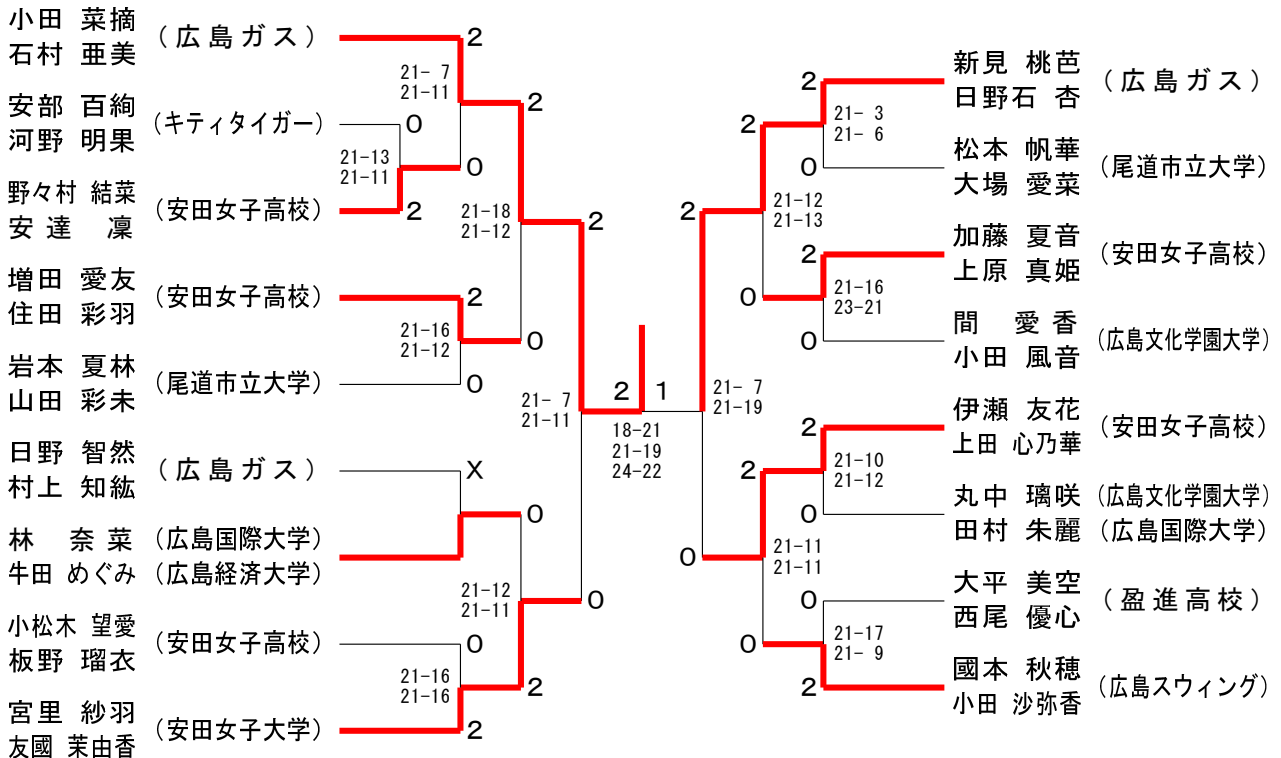 小田 菜摘
石村 亜美
(広島ガス)
2
21- 7
21-11
安部 百絢
河野 明果
(キティタイガー)
0
21-13
21-11
0
野々村 結菜
安達 凜
(安田女子高校)
2
2
21-18
21-12
2
増田 愛友
住田 彩羽
(安田女子高校)
2
21-16
21-12
0
岩本 夏林
山田 彩未
(尾道市立大学)
0
21- 7
21-11
日野 智然
村上 知紘
(広島ガス)
X
0
林 奈菜
牛田 めぐみ
(広島国際大学)
(広島経済大学)
21-12
21-11
0
小松木 望愛
板野 瑠衣
(安田女子高校)
0
21-16
21-16
2
宮里 紗羽
友國 茉由香
(安田女子大学)
2
2 1
18-21
21-19
24-22
新見 桃芭
日野石 杏
(広島ガス)
2
21- 3
21- 6
2
松本 帆華
大場 愛菜
(尾道市立大学)
0
2
21-12
21-13
加藤 夏音
上原 真姫
(安田女子高校)
2
21-16
23-21
0
間 愛香
小田 風音
(広島文化学園大学)
0
21- 7
21-19
伊瀬 友花
上田 心乃華
(安田女子高校)
2
21-10
21-12
2
丸中 璃咲
田村 朱麗
(広島文化学園大学)
(広島国際大学)
0
0
21-11
21-11
大平 美空
西尾 優心
(盈進高校)
0
21-17
21- 9
0
國本 秋穂
小田 沙弥香
(広島スウィング)
2